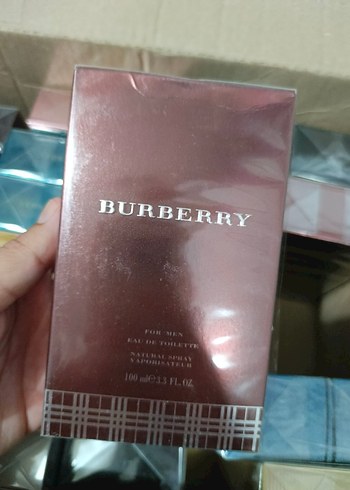 BURBERRY
FOR MEN
EAU DE TOILETTE
NATURAL SPRAY
VAPORISATEUR
100 ml℮3.3 FL.OZ.